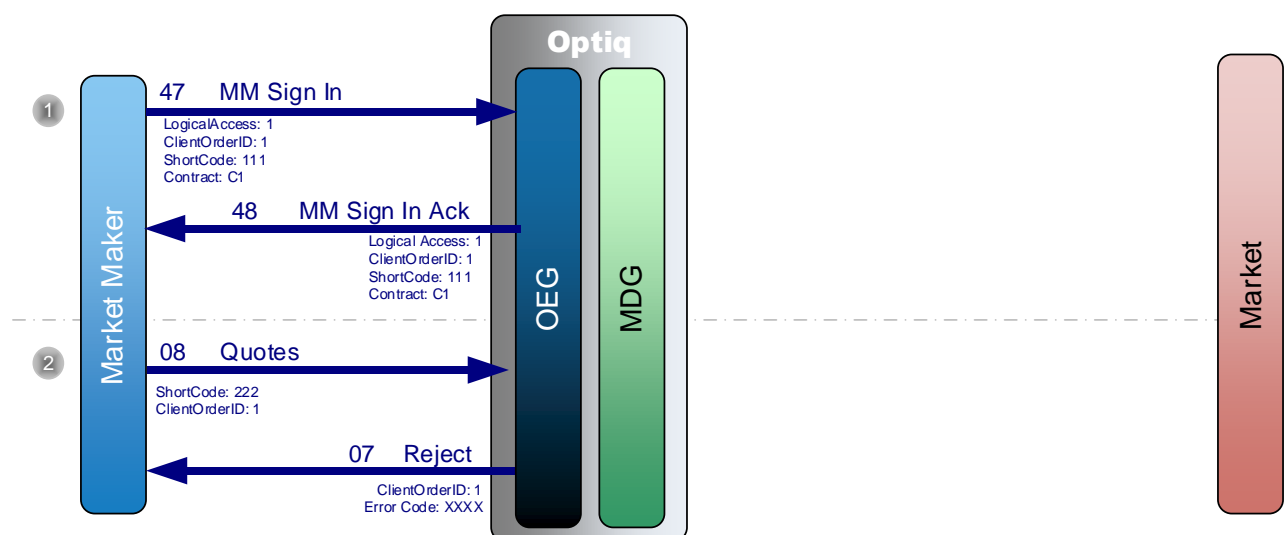 Optiq
1
47 MM Sign In
LogicalAccess: 1
ClientOrderID: 1
ShortCode: 111
Contract: C1
48 MM Sign In Ack
Logical Access: 1
ClientOrderID: 1
ShortCode: 111
Contract: C1
Market Maker
OEG
MDG
Market
2
08 Quotes
ShortCode: 222
ClientOrderID: 1
07 Reject
ClientOrderID: 1
Error Code: XXXX